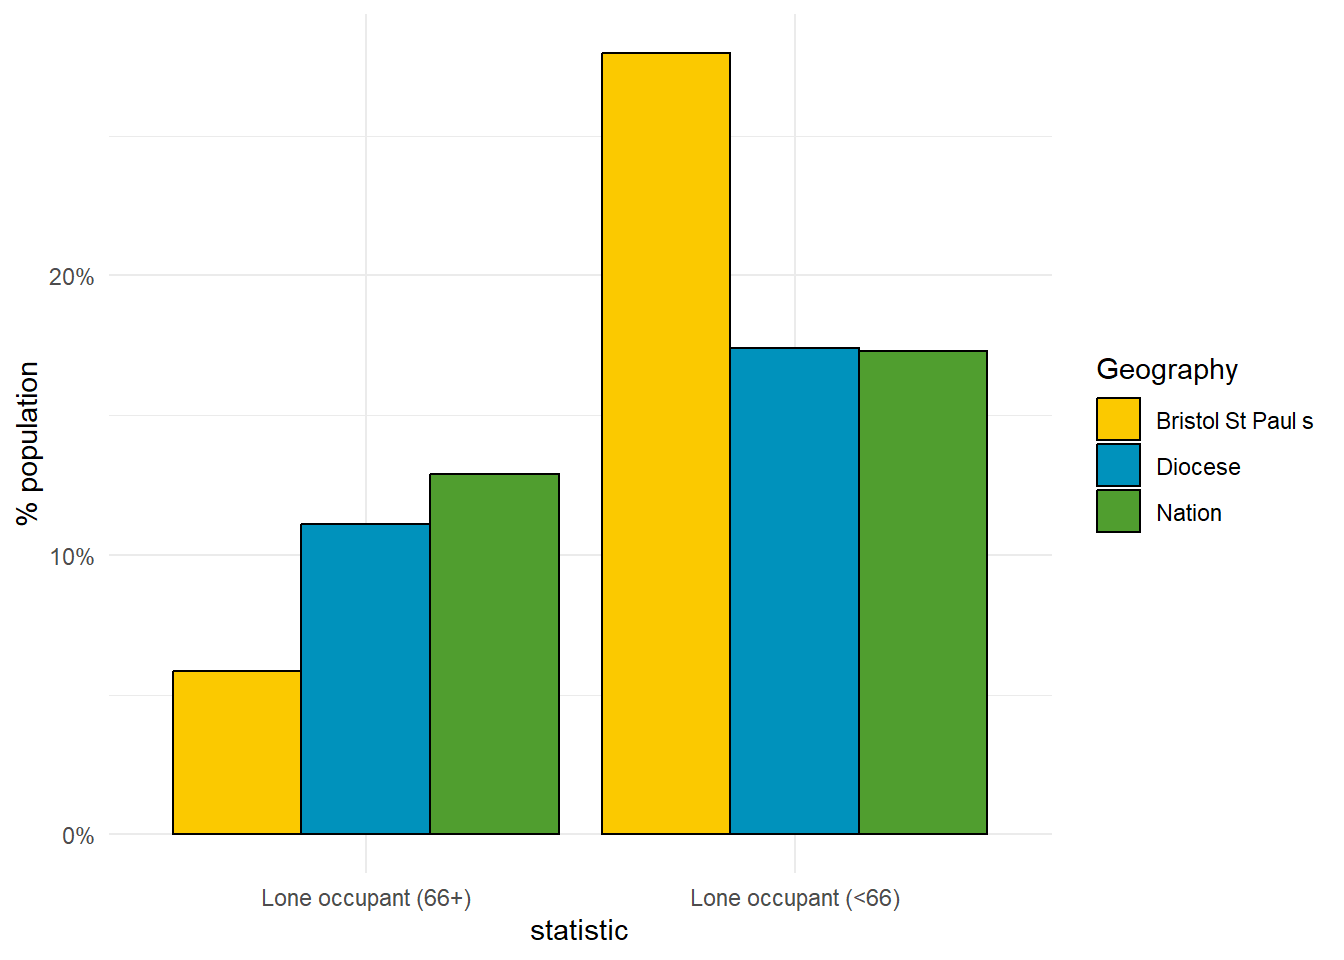 % population
20%
10%
0%
Lone occupant (66+)
Lone occupant (<66)
statistic
Geography
Bristol St Paul s
Diocese
Nation